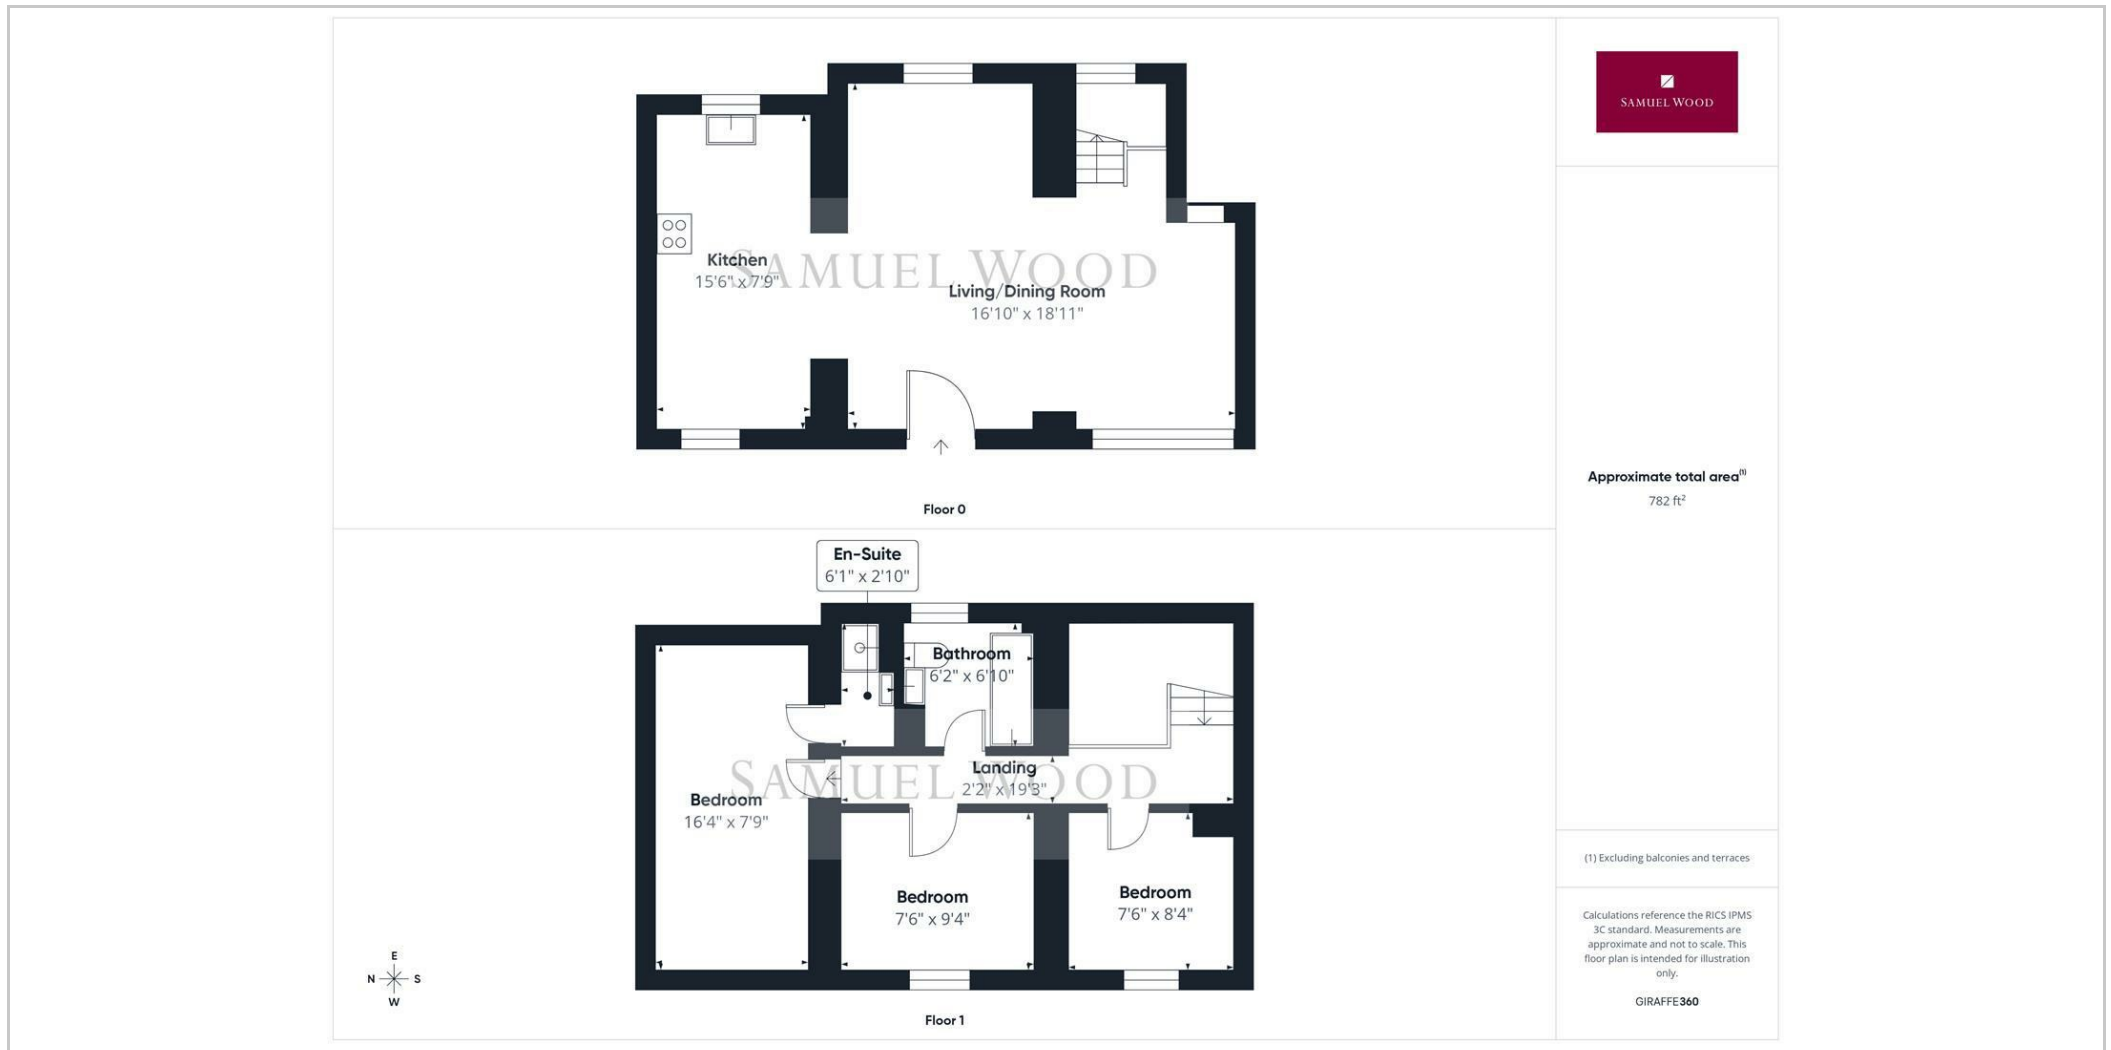 SAMUEL WOOD
Kitchen
15'6" x 7'9"
SAMUEL WOOD
Living/Dining Room
16'10" x 18'11"
Floor 0
En-Suite
6'1" x 2'10"
Bathroom
6'2" x 6'10"
SAMUEL WOOD
Landing
2'2" x 19'3"
Bedroom
16'4" x 7'9"
Bedroom
7'6" x 9'4"
Bedroom
7'6" x 8'4"
E
N S
W
Floor 1
Approximate total area(1)
782 ft²
(1) Excluding balconies and terraces
Calculations reference the RICS IPMS
3C standard. Measurements are
approximate and not to scale. This
floor plan is intended for illustration
only.
GIRAFFE360